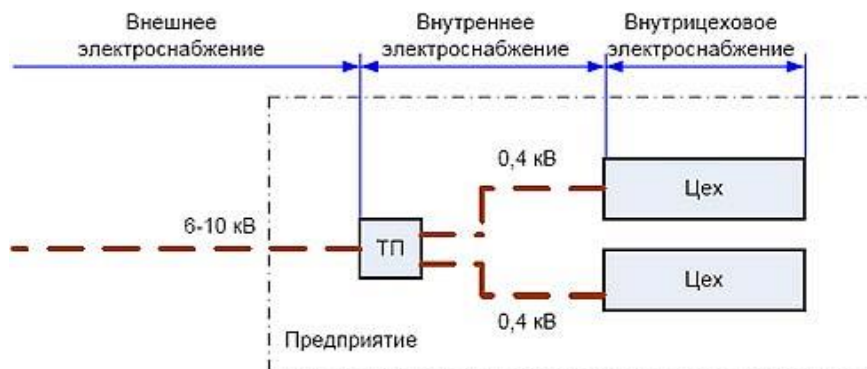 Внешнее
электроснабжение
Внутреннее
электроснабжение
Внутрицеховое
электроснабжение
0,4 кВ
Цех
6-10 кВ
ТП
Цех
0,4 кВ
Предприятие